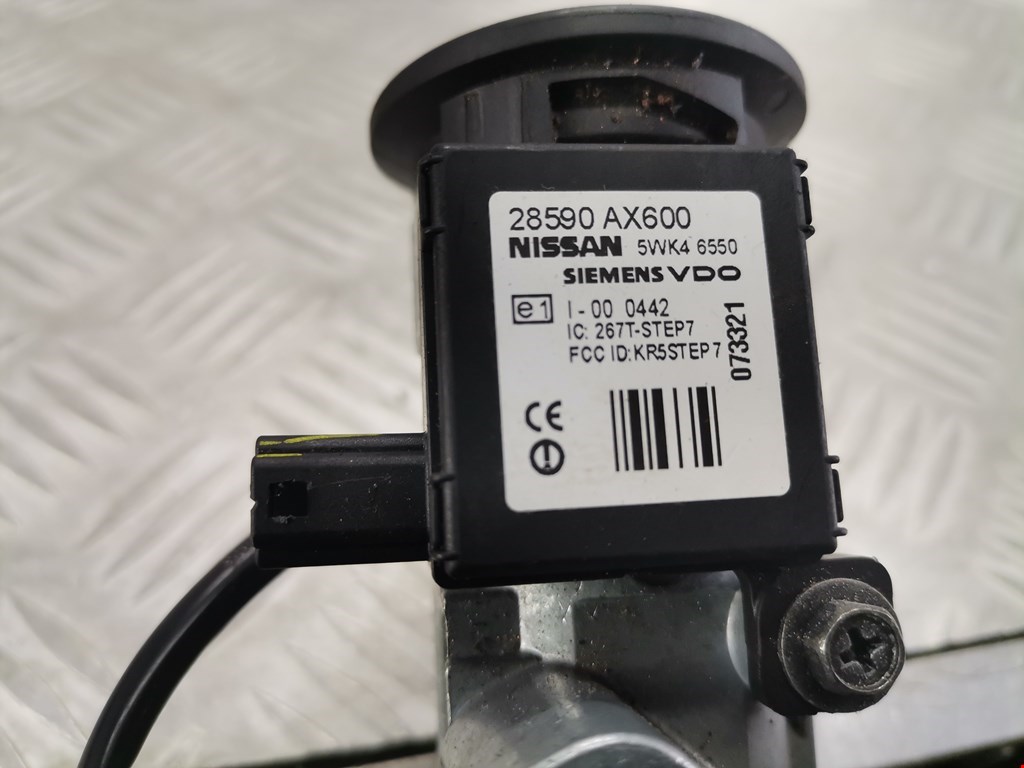 28590 AX600
NISSAN 5WK4 6550
SIEMENS VDO
e1 I-00 0442
IC: 267T-STEP7
FCC ID:KR5STEP7
073321
CE